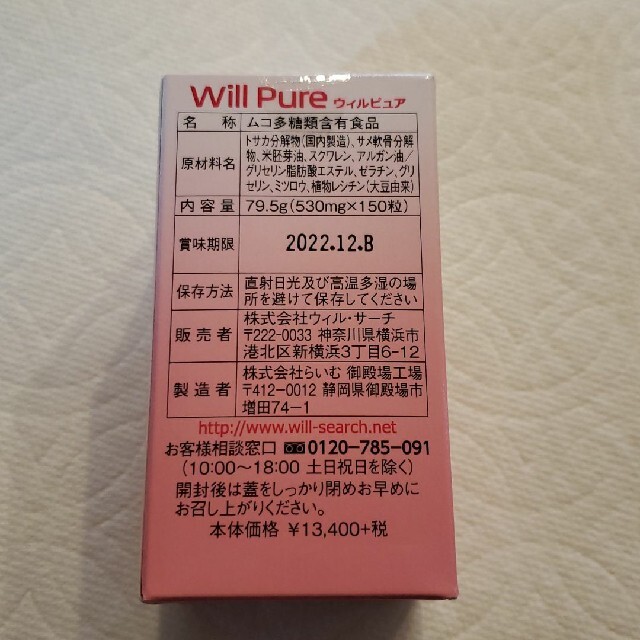 Will Pure ウィルピュア
名称 ムコ多糖類含有食品
原材料名 トサカ分解物(国内製造)、サメ軟骨分解
物、米胚芽油、スクワレン、アルガン油/
グリセリン脂肪酸エステル、ゼラチン、グリ
セリン、ミツロウ、植物レシチン(大豆由来)
内容量 79.5g(530mg×150粒)
賞味期限 2022.12.B
保存方法 直射日光及び高温多湿の場
所を避けて保存してください
販売者 株式会社ウィル・サーチ
〒222-0033 神奈川県横浜市
港北区新横浜3丁目6-12
製造者 株式会社らいむ 御殿場工場
〒412-0012 静岡県御殿場市
増田74-1
http://www.will-search.net
お客様相談窓口 0120-785-091
(10:00~18:00 土日祝日を除く)
開封後は蓋をしっかり閉めお早めに
お召し上がりください。
本体価格 ¥13,400+税